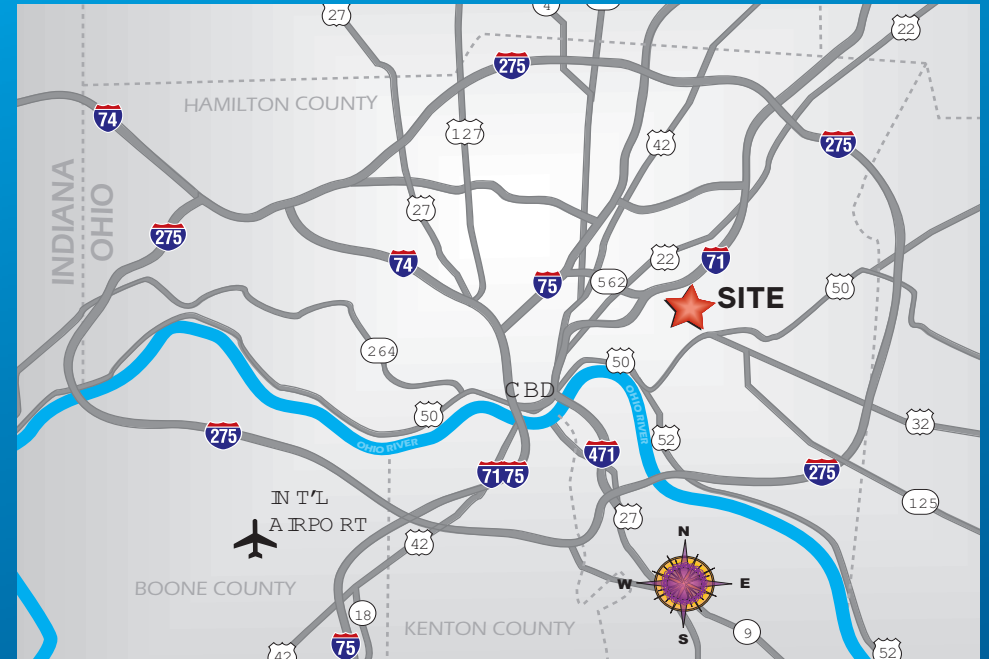 27
4
22
275
HAMILTON COUNTY
74
127
42
275
INDIANA
OHIO
27
275
74
22
71
75
562
50
SITE
264
50
CBD
50
OHIO RIVER
OHIO RIVER
32
275
52
471
71 75
275
INT'L
AIRPORT
125
27
42
N
W
E
S
BOONE COUNTY
18
KENTON COUNTY
9
75
42
52